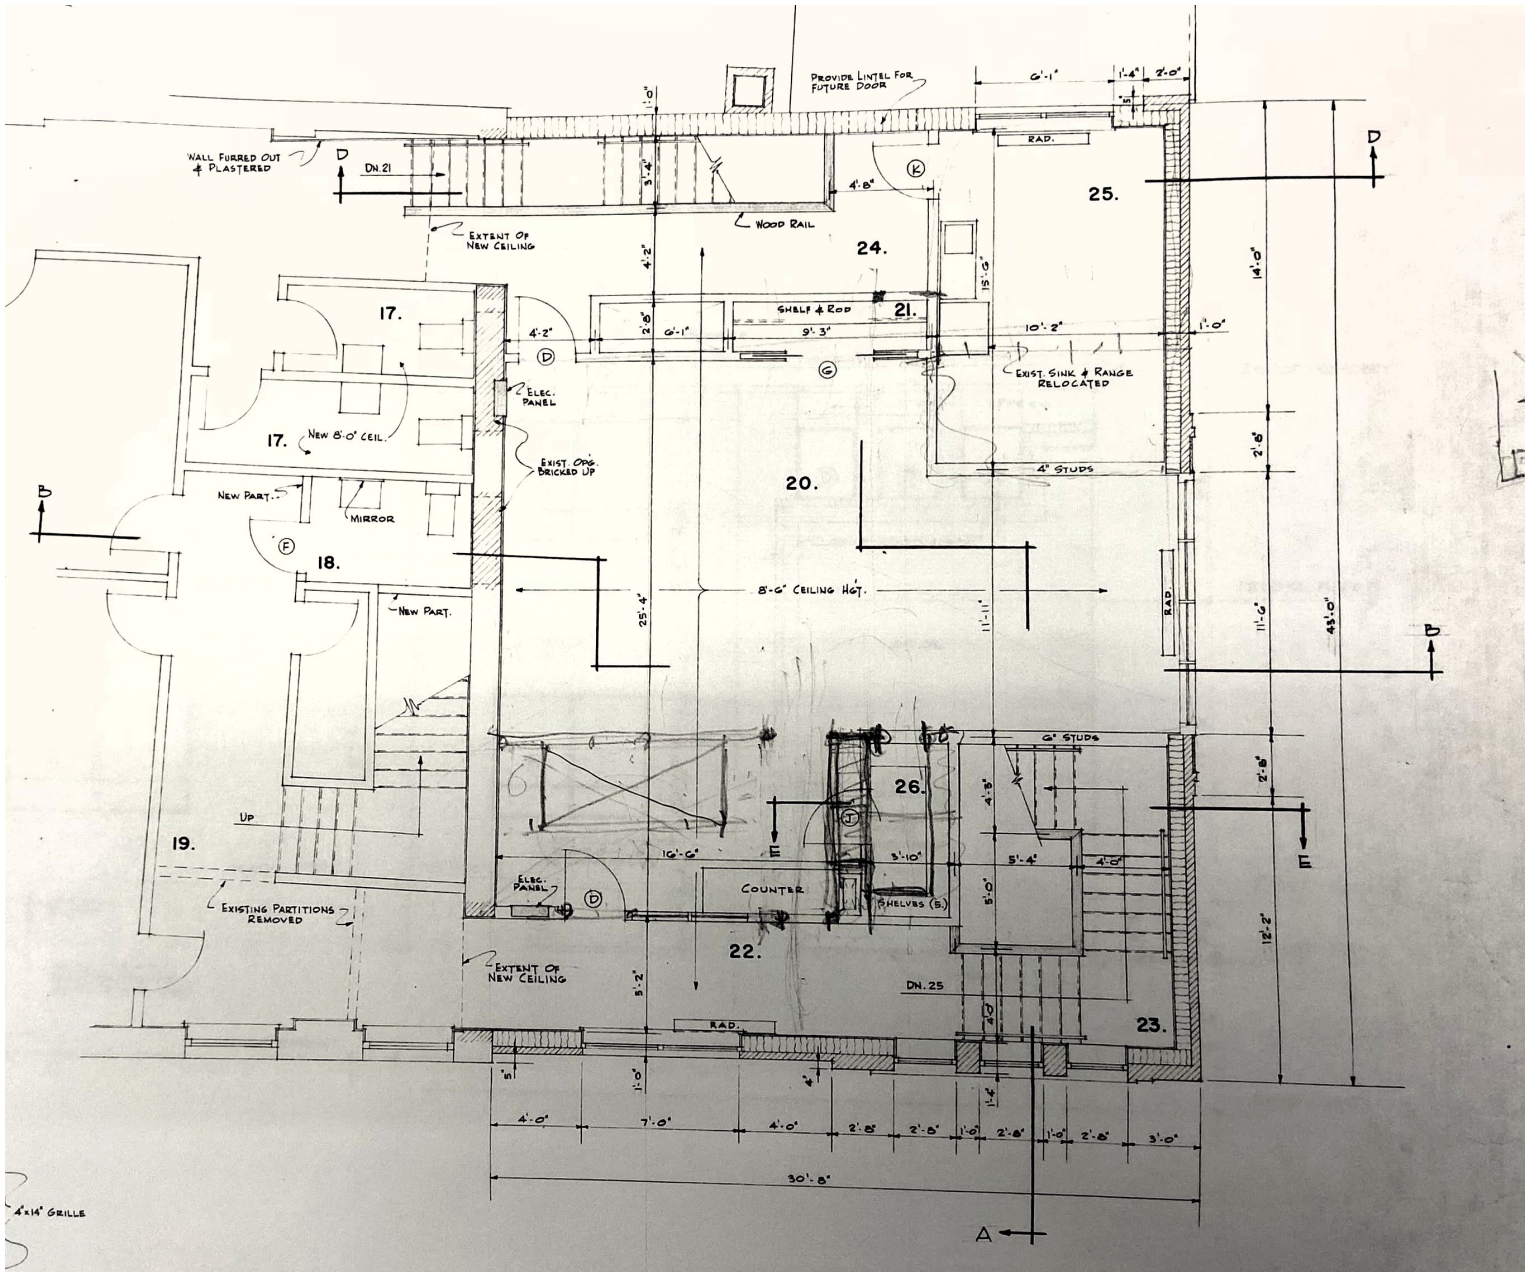 PROVIDE LINTEL FOR
FUTURE DOOR
6'-1"
1'-4"
2'-0"
1'-0"
5"
RAD.
WALL FURRED OUT
& PLASTERED
D
DN. 21
3'-4"
4'-8"
K
25.
D
EXTENT OF
NEW CEILING
WOOD RAIL
24.
4'-2"
15'-6"
14'-0"
17.
SHELF & ROD
21.
4'-2"
2'-8"
6'-1"
9'-3"
10'-2"
1'-0"
D
G
EXIST. SINK & RANGE
RELOCATED
ELEC.
PANEL
17.
NEW 8'-0" CEIL.
EXIST. OPG.
BRICKED UP
4" STUDS
2'-8"
B
NEW PART.
MIRROR
20.
F
18.
NEW PART.
8'-6" CEILING HGT.
25'-4"
11'-11"
RAD.
11'-6"
43'-0"
B
6" STUDS
6
26.
4'-3"
2'-8"
UP
J
19.
E
16'-6"
3'-10"
5'-4"
4'-0"
E
ELEC.
PANEL
D
COUNTER
SHELVES (5.)
5'-0"
EXISTING PARTITIONS
REMOVED
22.
12'-2"
EXTENT OF
NEW CEILING
5'-2"
DN. 25
RAD.
4'-0"
23.
5"
1'-0"
4"
1'-4"
4'-0"
7'-0"
4'-0"
2'-8"
2'-8"
1'-0"
2'-8"
1'-0"
2'-8"
3'-0"
30'-8"
4"x14" GRILLE
A